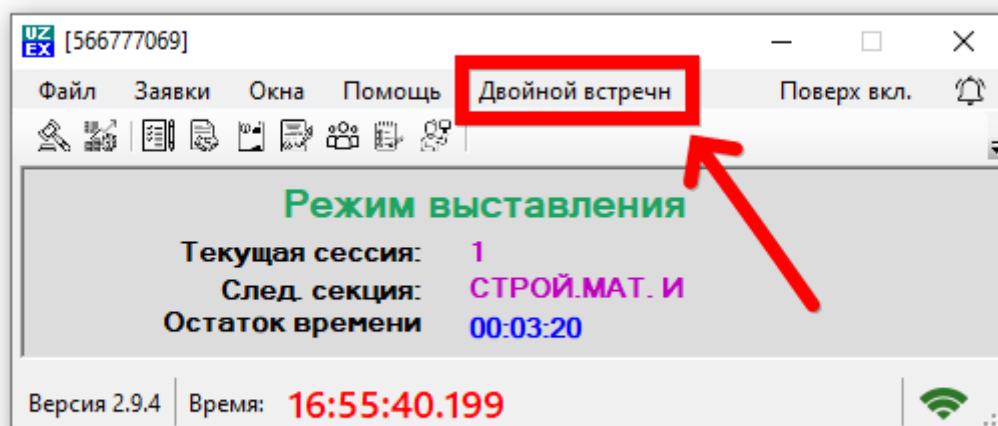 UZ EX [566777069]
Файл Заявки Окна Помощь Двойной встречн Поверх вкл.
Режим выставления
Текущая сессия: 1
След. секция: СТРОЙ.МАТ. И
Остаток времени 00:03:20
Версия 2.9.4 Время: 16:55:40.199